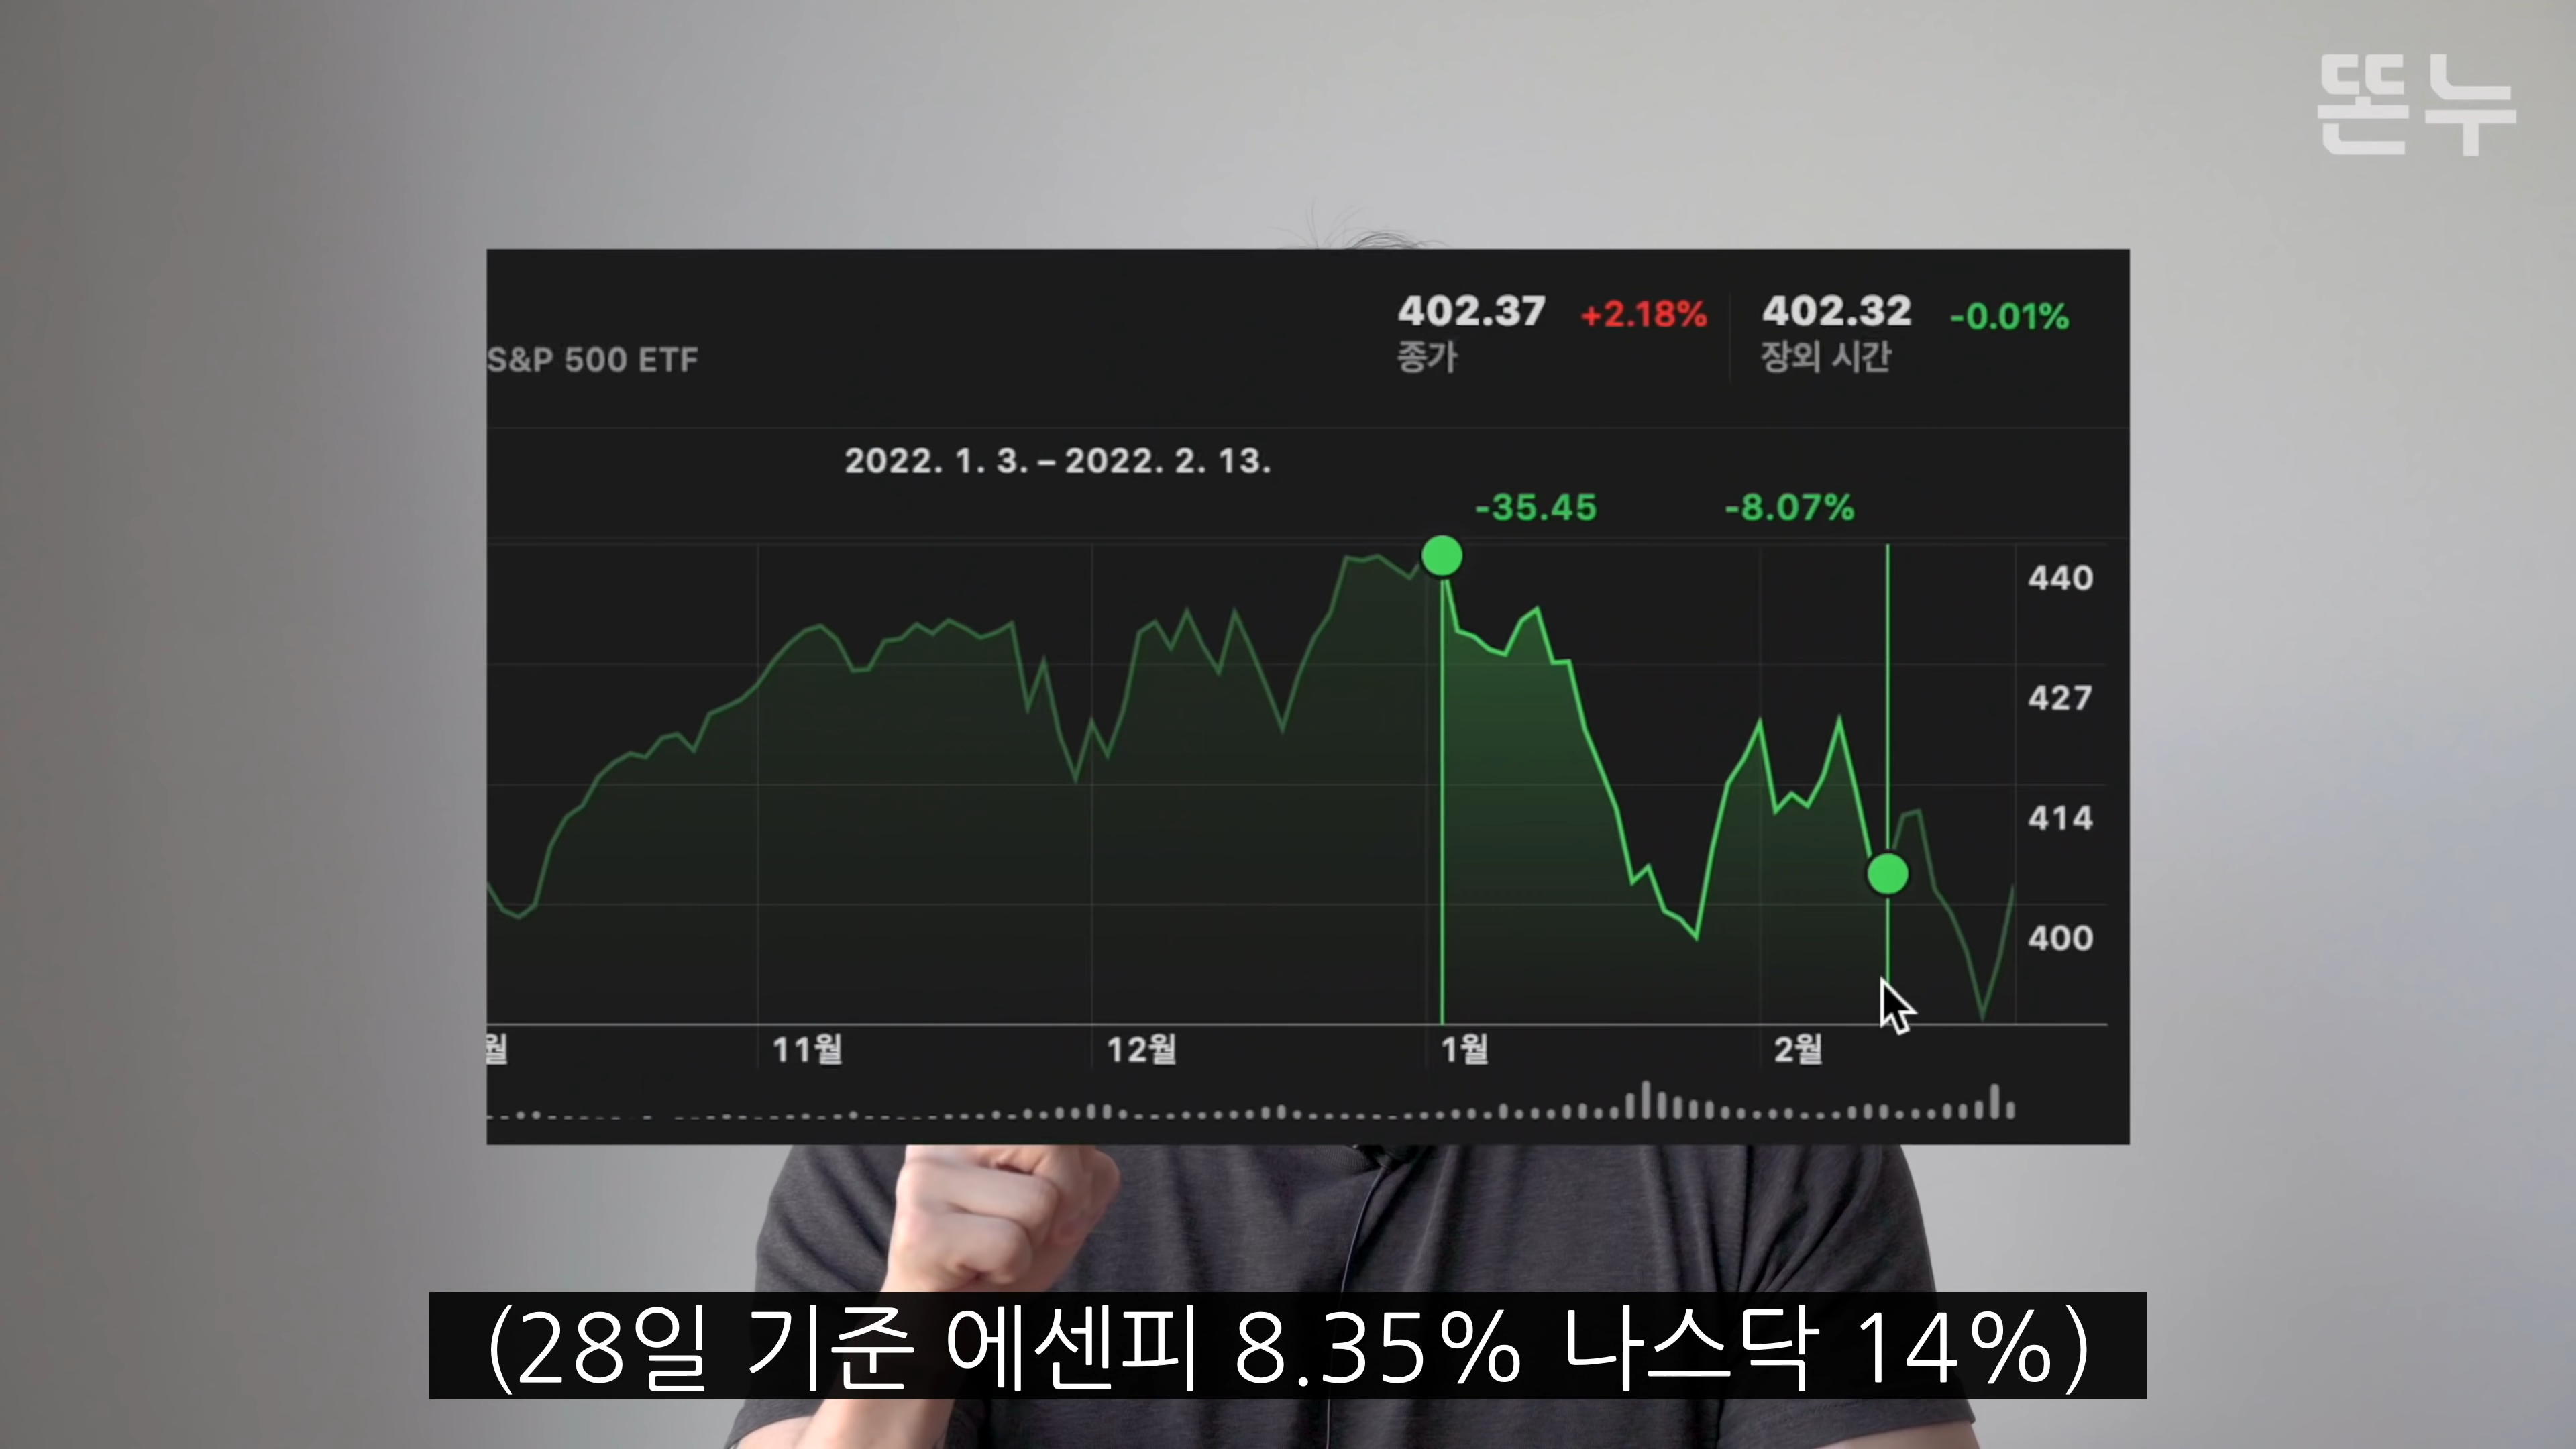 똔누
402.37 +2.18% 402.32 -0.01%
S&P 500 ETF 종가 장외 시간
2022. 1. 3. – 2022. 2. 13.
-35.45 -8.07%
440
427
414
400
월 11월 12월 1월 2월
(28일 기준 에센피 8.35% 나스닥 14%)